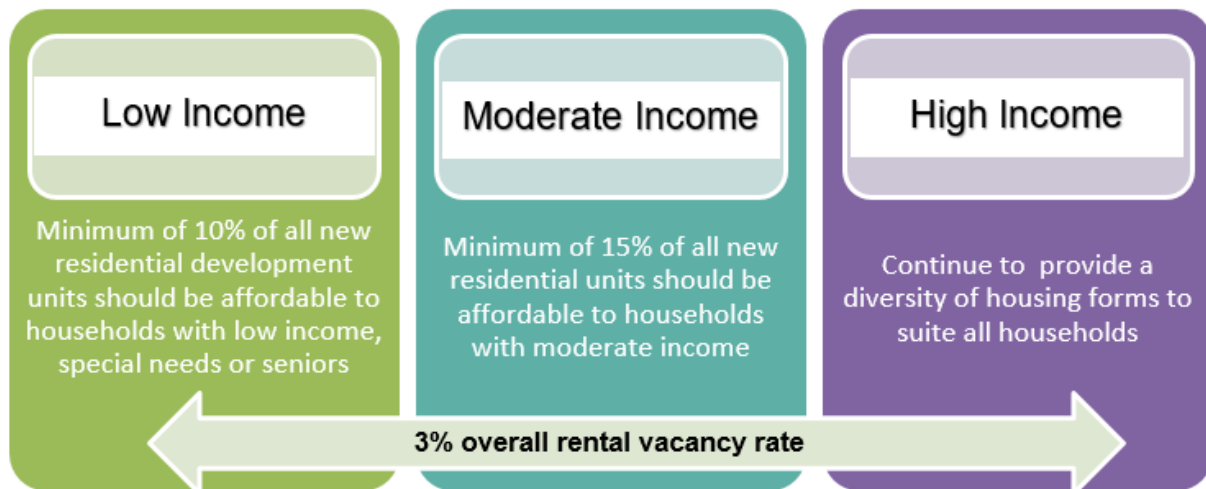 Low Income
Minimum of 10% of all new
residential development
units should be affordable to
households with low income,
special needs or seniors
Moderate Income
Minimum of 15% of all new
residential units should be
affordable to households
with moderate income
High Income
Continue to  provide a
diversity of housing forms to
suite all households
3% overall rental vacancy rate